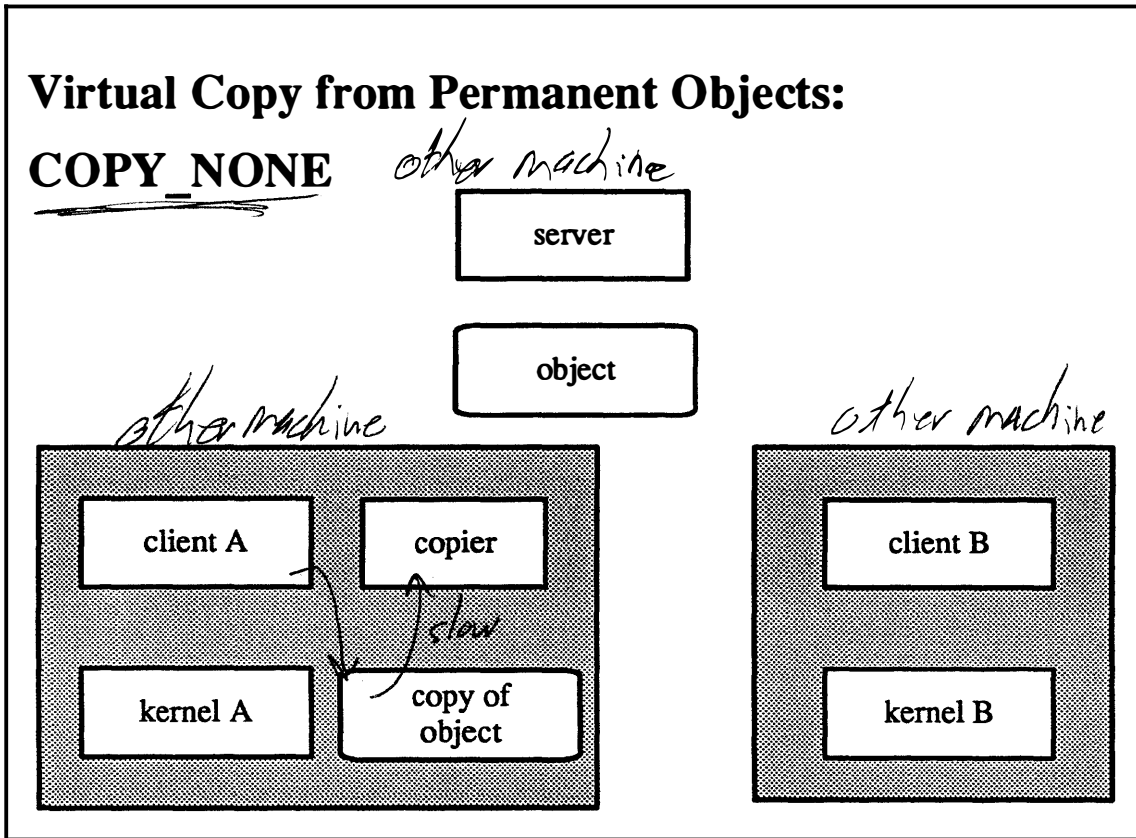 Virtual Copy from Permanent Objects:
COPY_NONE
other machine
server
object
other machine
other machine
client A
copier
client B
slow
kernel A
copy of
object
kernel B